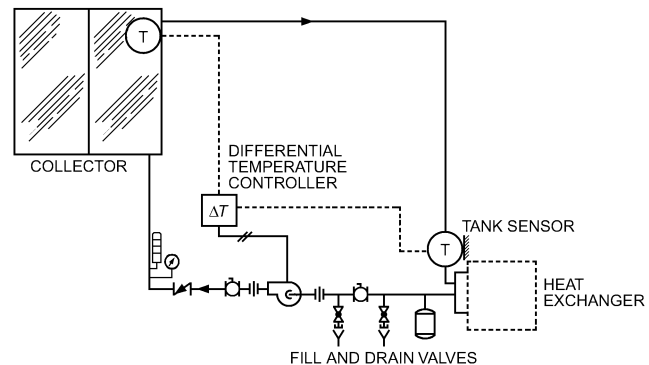 T
COLLECTOR
DIFFERENTIAL
TEMPERATURE
CONTROLLER
ΔT
TANK SENSOR
T
HEAT
EXCHANGER
FILL AND DRAIN VALVES